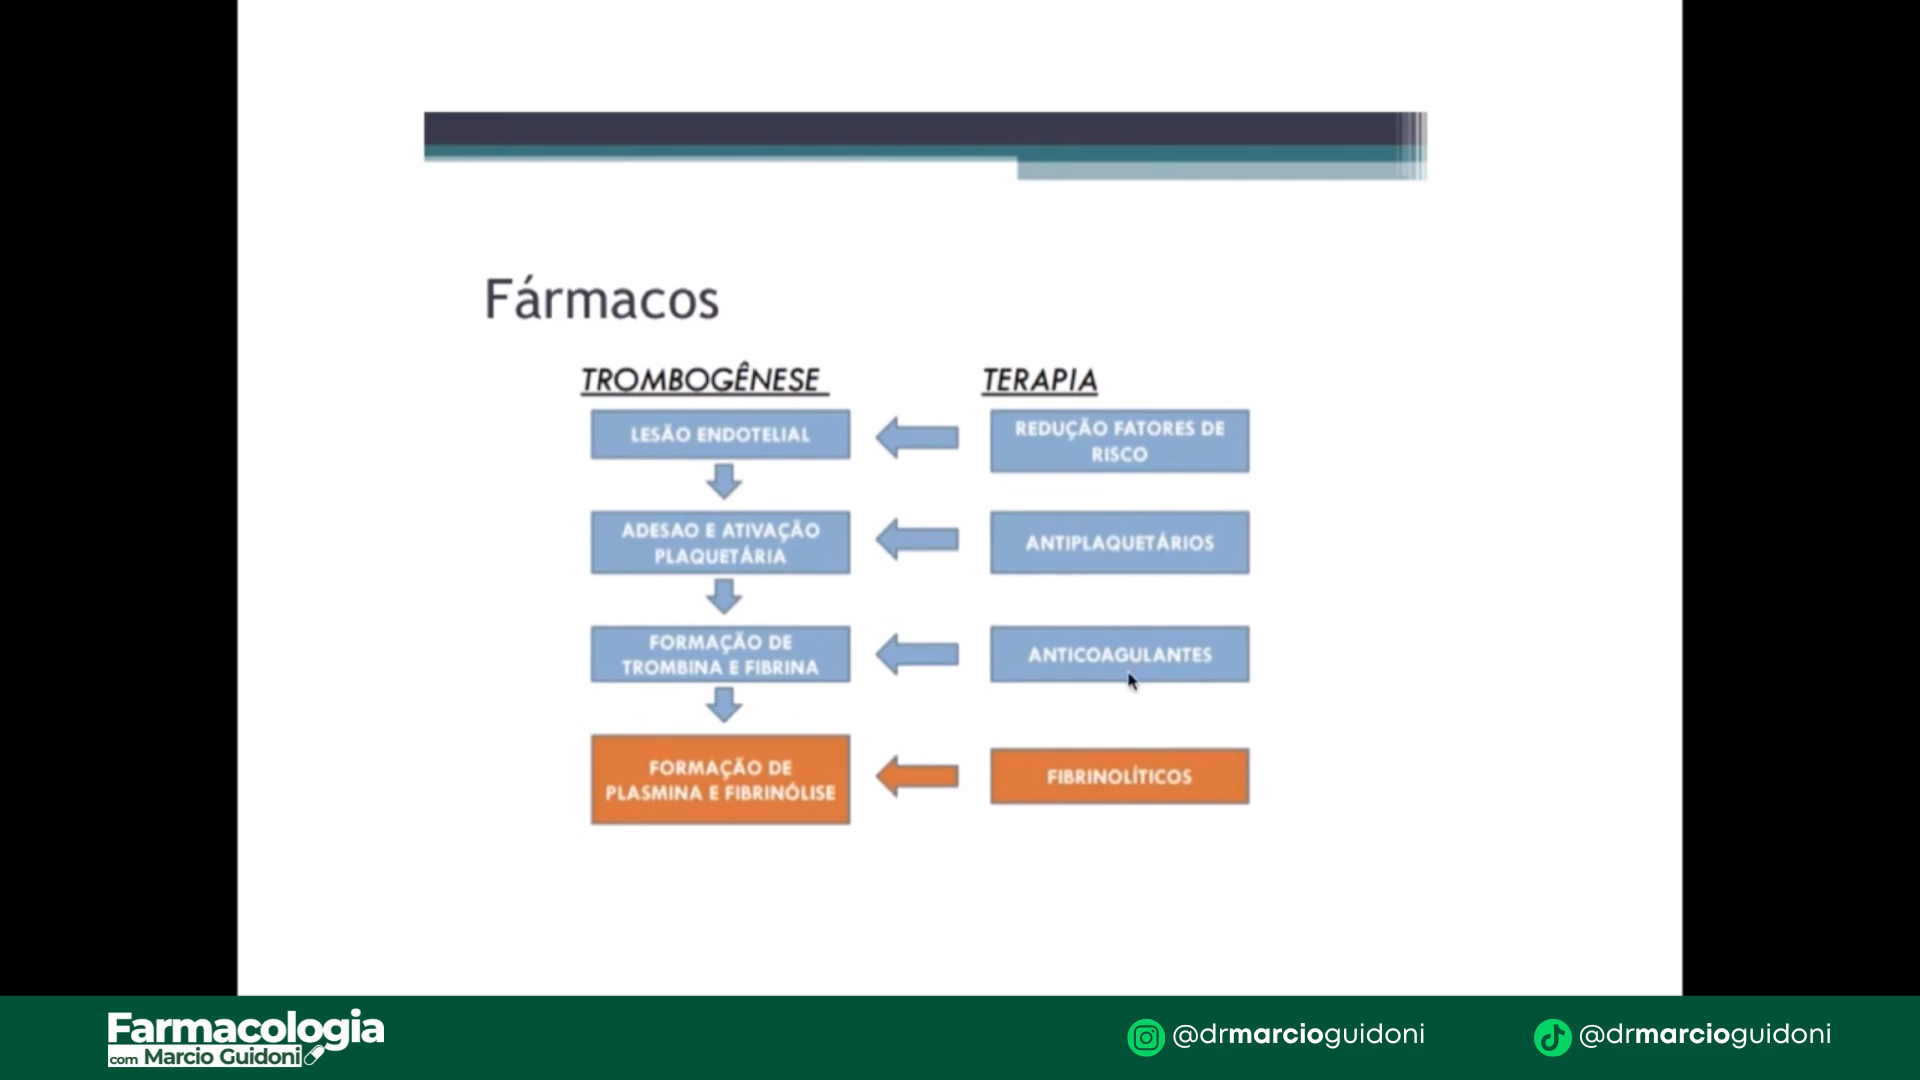 Fármacos
TROMBOGÊNESE
TERAPIA
LESÃO ENDOTELIAL
REDUÇÃO FATORES DE
RISCO
ADESAO E ATIVAÇÃO
PLAQUETÁRIA
ANTIPLAQUETÁRIOS
FORMAÇÃO DE
TROMBINA E FIBRINA
ANTICOAGULANTES
FORMAÇÃO DE
PLASMINA E FIBRINÓLISE
FIBRINOLÍTICOS
Farmacologia
com Marcio Guidoni
@drmarcioguidoni
@drmarcioguidoni